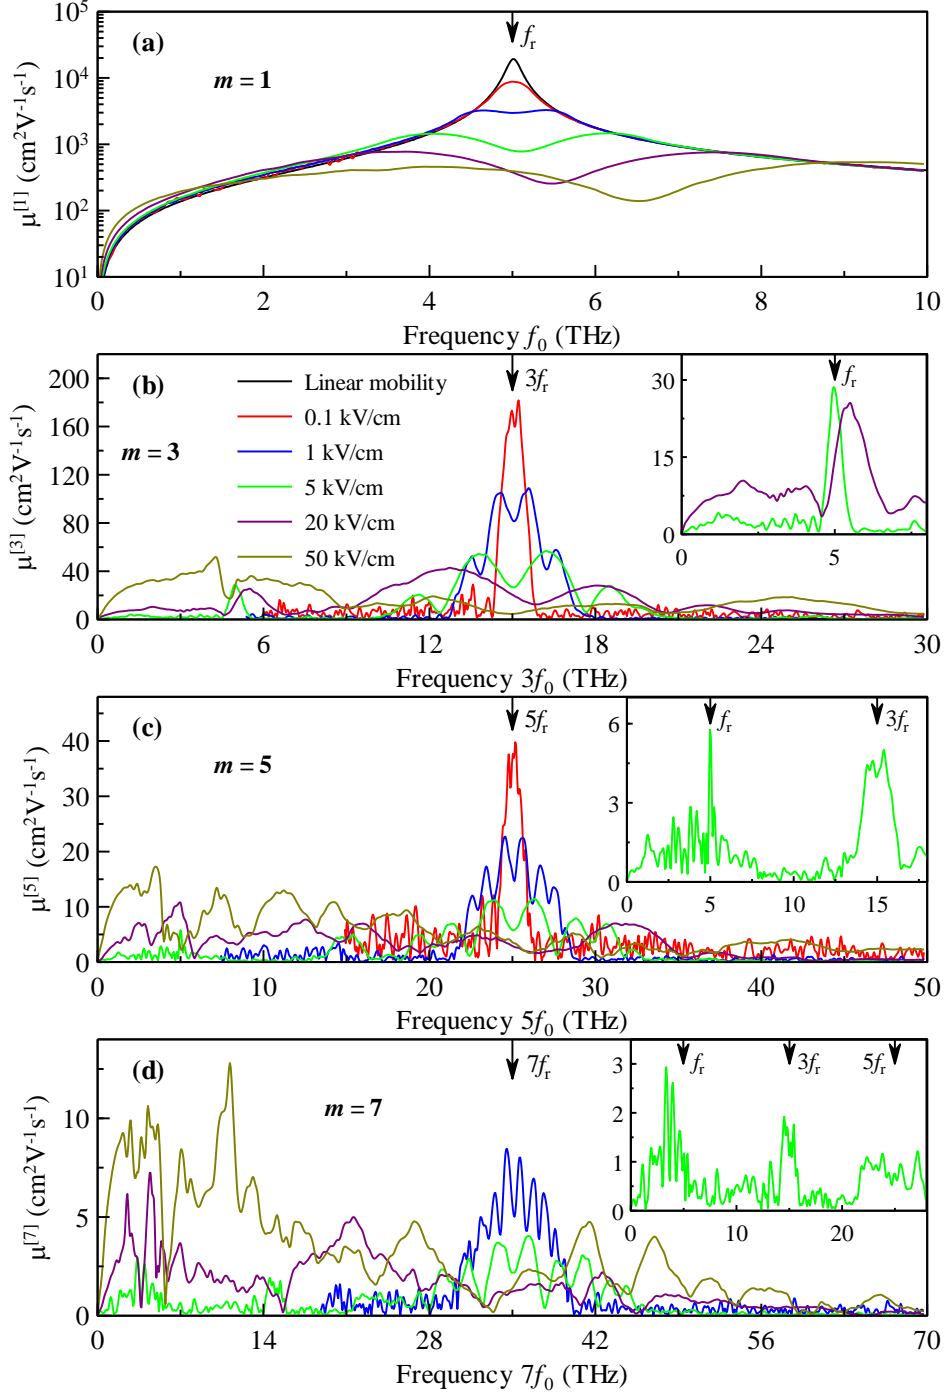 (a)
m = 1
f_r
10^5
10^4
10^3
10^2
10^1
μ^[1] (cm^2V^-1s^-1)
0 2 4 6 8 10
Frequency f_0 (THz)
(b)
m = 3
Linear mobility
0.1 kV/cm
1 kV/cm
5 kV/cm
20 kV/cm
50 kV/cm
3f_r
200
160
120
80
40
0
μ^[3] (cm^2V^-1s^-1)
f_r
30
15
0
0 5
0 6 12 18 24 30
Frequency 3f_0 (THz)
(c)
m = 5
5f_r
40
30
20
10
0
μ^[5] (cm^2V^-1s^-1)
f_r 3f_r
6
3
0
0 5 10 15
0 10 20 30 40 50
Frequency 5f_0 (THz)
(d)
m = 7
7f_r
10
5
0
μ^[7] (cm^2V^-1s^-1)
f_r 3f_r 5f_r
3
2
1
0
0 10 20
0 14 28 42 56 70
Frequency 7f_0 (THz)